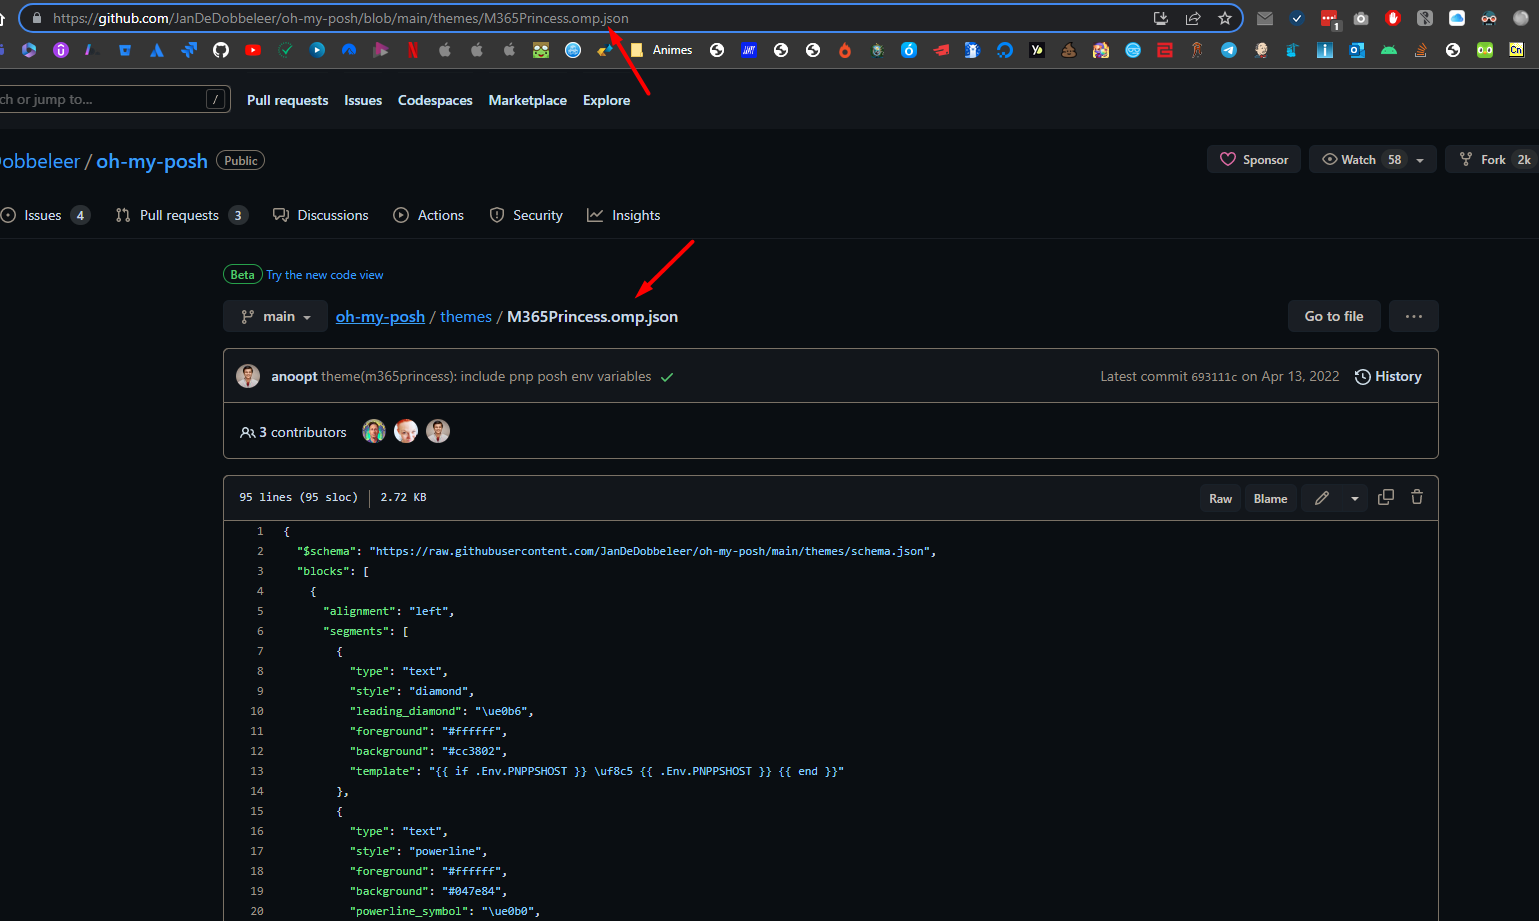 https://github.com/JanDeDobbeleer/oh-my-posh/blob/main/themes/M365Princess.omp.json
1
Animes
Cn
ch or jump to... /
Pull requests Issues Codespaces Marketplace Explore
Dobbeleer / oh-my-posh Public
Sponsor Watch 58 Fork 2k
Issues 4 Pull requests 3 Discussions Actions Security Insights
Beta Try the new code view
main oh-my-posh / themes / M365Princess.omp.json Go to file ...
anoopt theme(m365princess): include pnp posh env variables Latest commit 693111c on Apr 13, 2022 History
3 contributors
95 lines (95 sloc) 2.72 KB Raw Blame
1 {
2 "$schema": "https://raw.githubusercontent.com/JanDeDobbeleer/oh-my-posh/main/themes/schema.json",
3 "blocks": [
4 {
5 "alignment": "left",
6 "segments": [
7 {
8 "type": "text",
9 "style": "diamond",
10 "leading_diamond": "\ue0b6",
11 "foreground": "#ffffff",
12 "background": "#cc3802",
13 "template": "{{ if .Env.PNPPSHOST }} \uf8c5 {{ .Env.PNPPSHOST }} {{ end }}"
14 },
15 {
16 "type": "text",
17 "style": "powerline",
18 "foreground": "#ffffff",
19 "background": "#047e84",
20 "powerline_symbol": "\ue0b0",